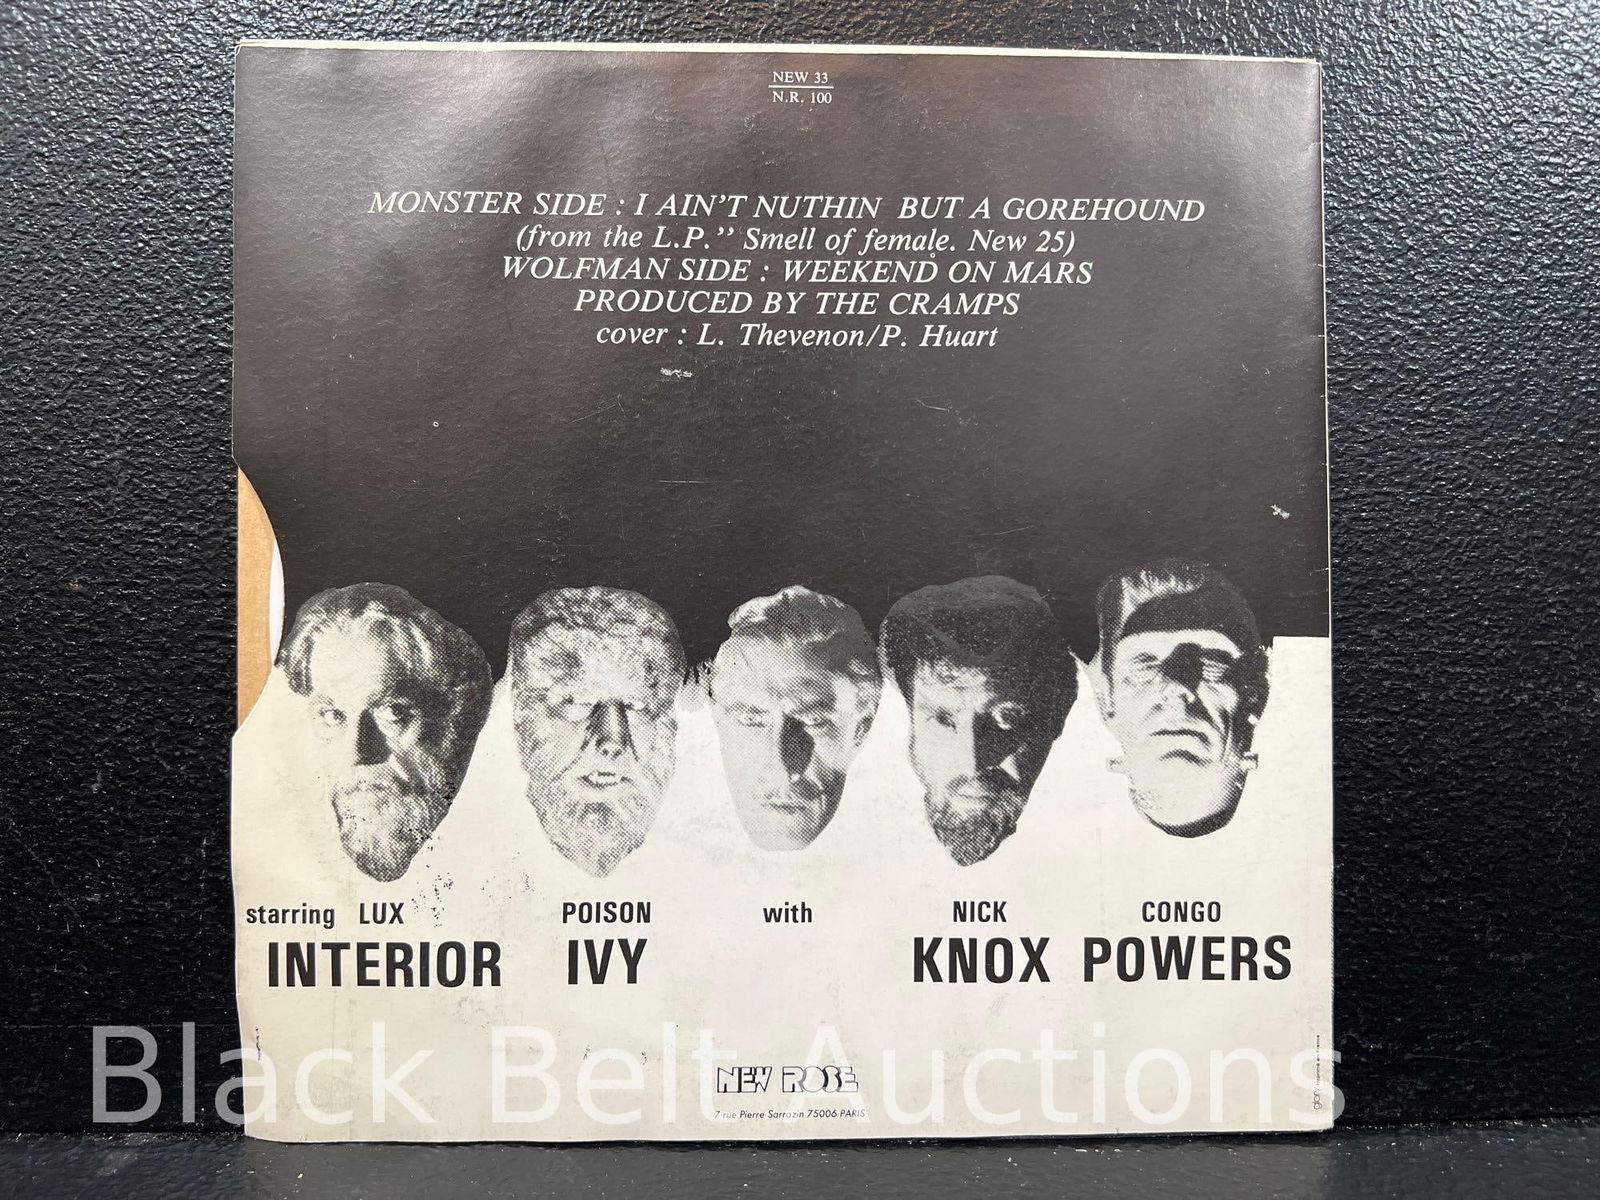 NEW 33
N.R. 100
MONSTER SIDE : I AIN'T NUTHIN BUT A GOREHOUND
(from the L.P." Smell of female. New 25)
WOLFMAN SIDE : WEEKEND ON MARS
PRODUCED BY THE CRAMPS
cover : L. Thevenon/P. Huart
starring LUX POISON with NICK CONGO
INTERIOR IVY KNOX POWERS
Black Belt Auctions
NEW ROSE
7 rue Pierre Sarrazin 75006 PARIS